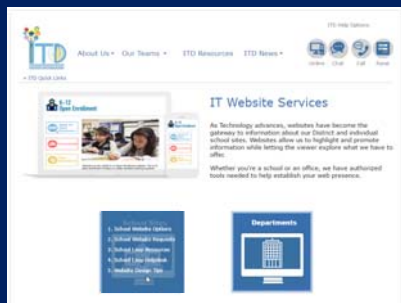 ITD Help Options:
ITD
About Us
Our Teams
ITD Resources
ITD News
Online
Chat
Call
ITD Quick Links
K-12
Open Enrollment
IT Website Services
As Technology advances, websites have become the
gateway to information about our District and individual
school sites. Websites allow us to highlight and promote
information while letting the viewer explore what we have to
offer.
Whether you're a school or an office, we have authorized
tools needed to help establish your web presence.
1. School Website Options
2. School Website Requests
3. School Loop Resources
4. School Loop Helpdesk
5. Website Design Tips
Departments